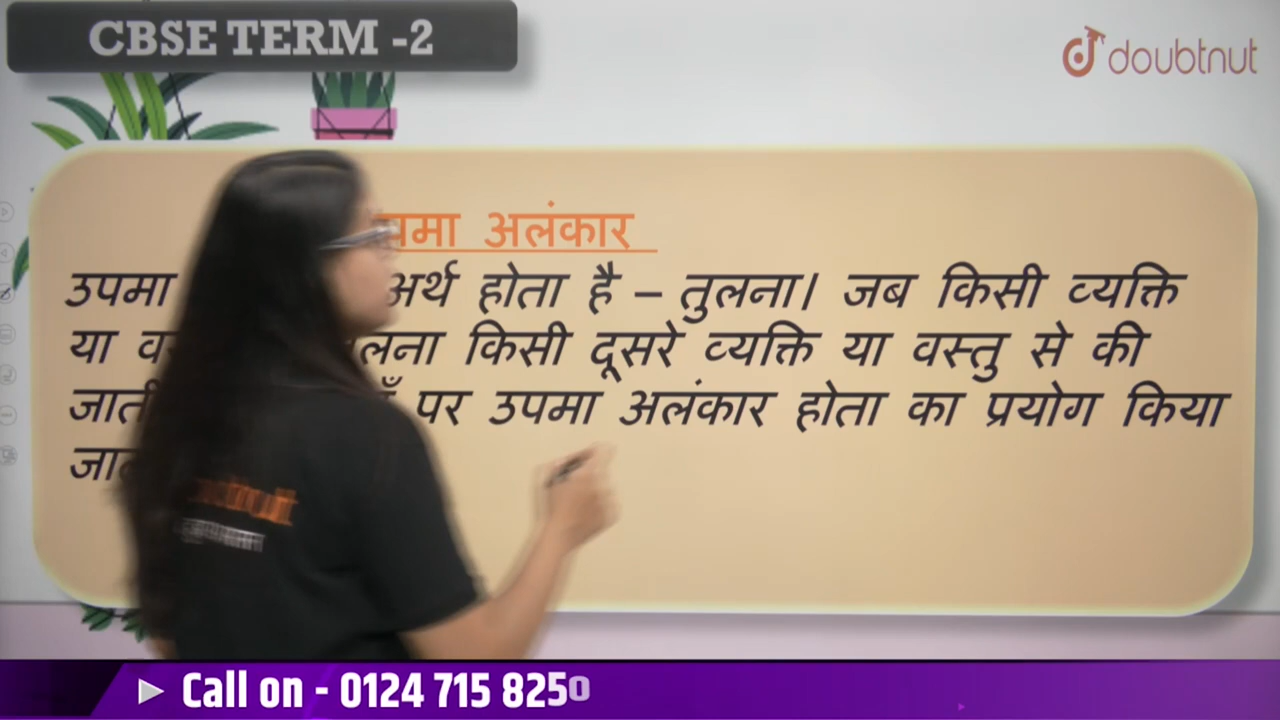 CBSE TERM -2
doubtnut
अलंकार
उपमा अर्थ होता है – तुलना। जब किसी व्यक्ति
या किसी दूसरे व्यक्ति या वस्तु से की
पर उपमा अलंकार होता का प्रयोग किया
Call on - 0124 715 8250